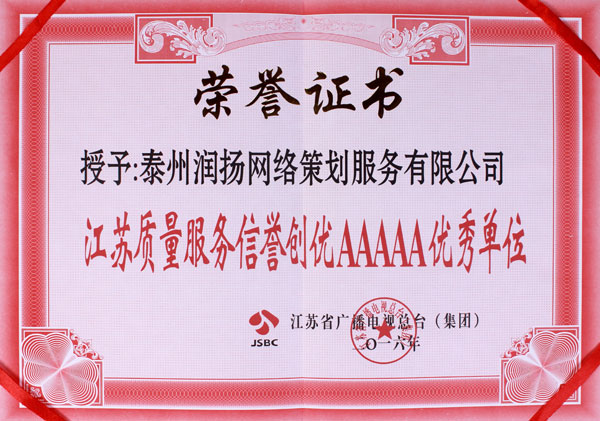 荣誉证书
授予:泰州润扬网络策划服务有限公司
江苏质量服务信誉创优AAAAA优秀单位
JSBC
江苏省广播电视总台（集团）
二〇一六年